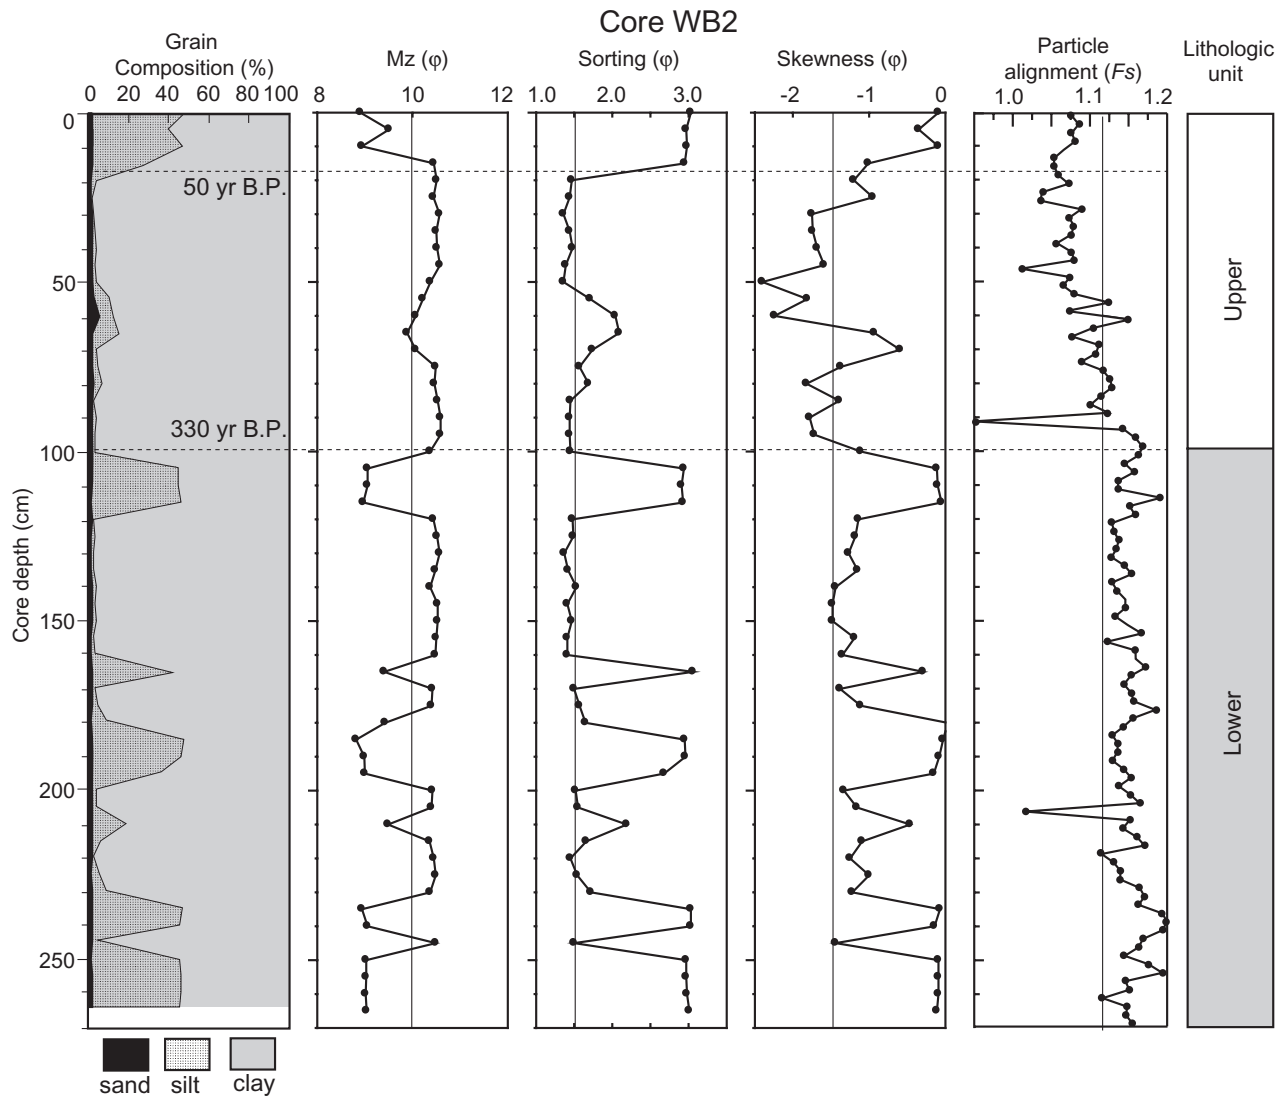 Core WB2
Grain
Composition (%)
Mz (φ)
Sorting (φ)
Skewness (φ)
Particle
alignment (Fs)
Lithologic
unit
0 20 40 60 80 100
8 10 12
1.0 2.0 3.0
-2 -1 0
1.0 1.1 1.2
0
50 yr B.P.
50
330 yr B.P.
100
150
200
250
Core depth (cm)
Upper
Lower
sand silt clay